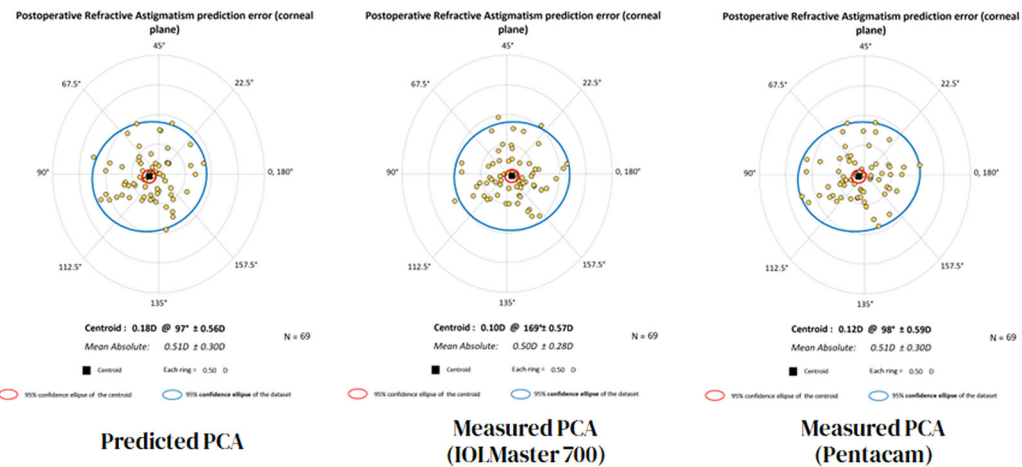 Postoperative Refractive Astigmatism prediction error (corneal
plane)
45°
67.5°
22.5°
90°
0, 180°
112.5°
157.5°
135°
Centroid : 0.18D @ 97° ± 0.56D
N = 69
Mean Absolute: 0.51D ± 0.30D
Centroid
Each ring = 0.50 D
95% confidence ellipse of the centroid
95% confidence ellipse of the dataset
Predicted PCA
Postoperative Refractive Astigmatism prediction error (corneal
plane)
45°
67.5°
22.5°
90°
0, 180°
112.5°
157.5°
135°
Centroid : 0.10D @ 169°± 0.57D
N = 69
Mean Absolute: 0.50D ± 0.28D
Centroid
Each ring = 0.50 D
95% confidence ellipse of the centroid
95% confidence ellipse of the dataset
Measured PCA
(IOLMaster 700)
Postoperative Refractive Astigmatism prediction error (corneal
plane)
45°
67.5°
22.5°
90°
0, 180°
112.5°
157.5°
135°
Centroid : 0.12D @ 98° ± 0.59D
N = 69
Mean Absolute: 0.51D ± 0.30D
Centroid
Each ring = 0.50 D
95% confidence ellipse of the centroid
95% confidence ellipse of the dataset
Measured PCA
(Pentacam)